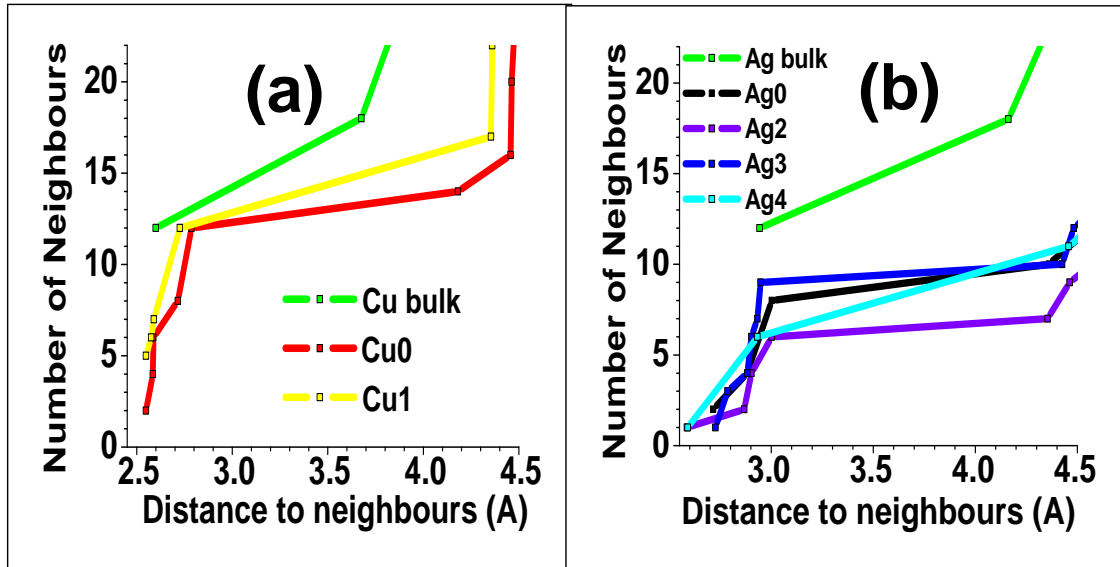 Number of Neighbours
20
15
10
5
0
(a)
Cu bulk
Cu0
Cu1
2.5 3.0 3.5 4.0 4.5
Distance to neighbours (A)
Number of Neighbours
20
15
10
5
0
Ag bulk
Ag0
Ag2
Ag3
Ag4
(b)
3.0 3.5 4.0 4.5
Distance to neighbours (A)